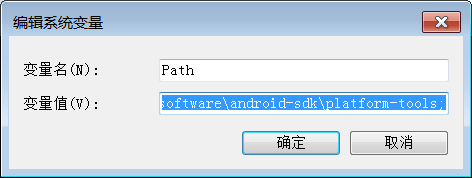 编辑系统变量
变量名(N):
Path
变量值(V):
software\android-sdk\platform-tools;
确定
取消